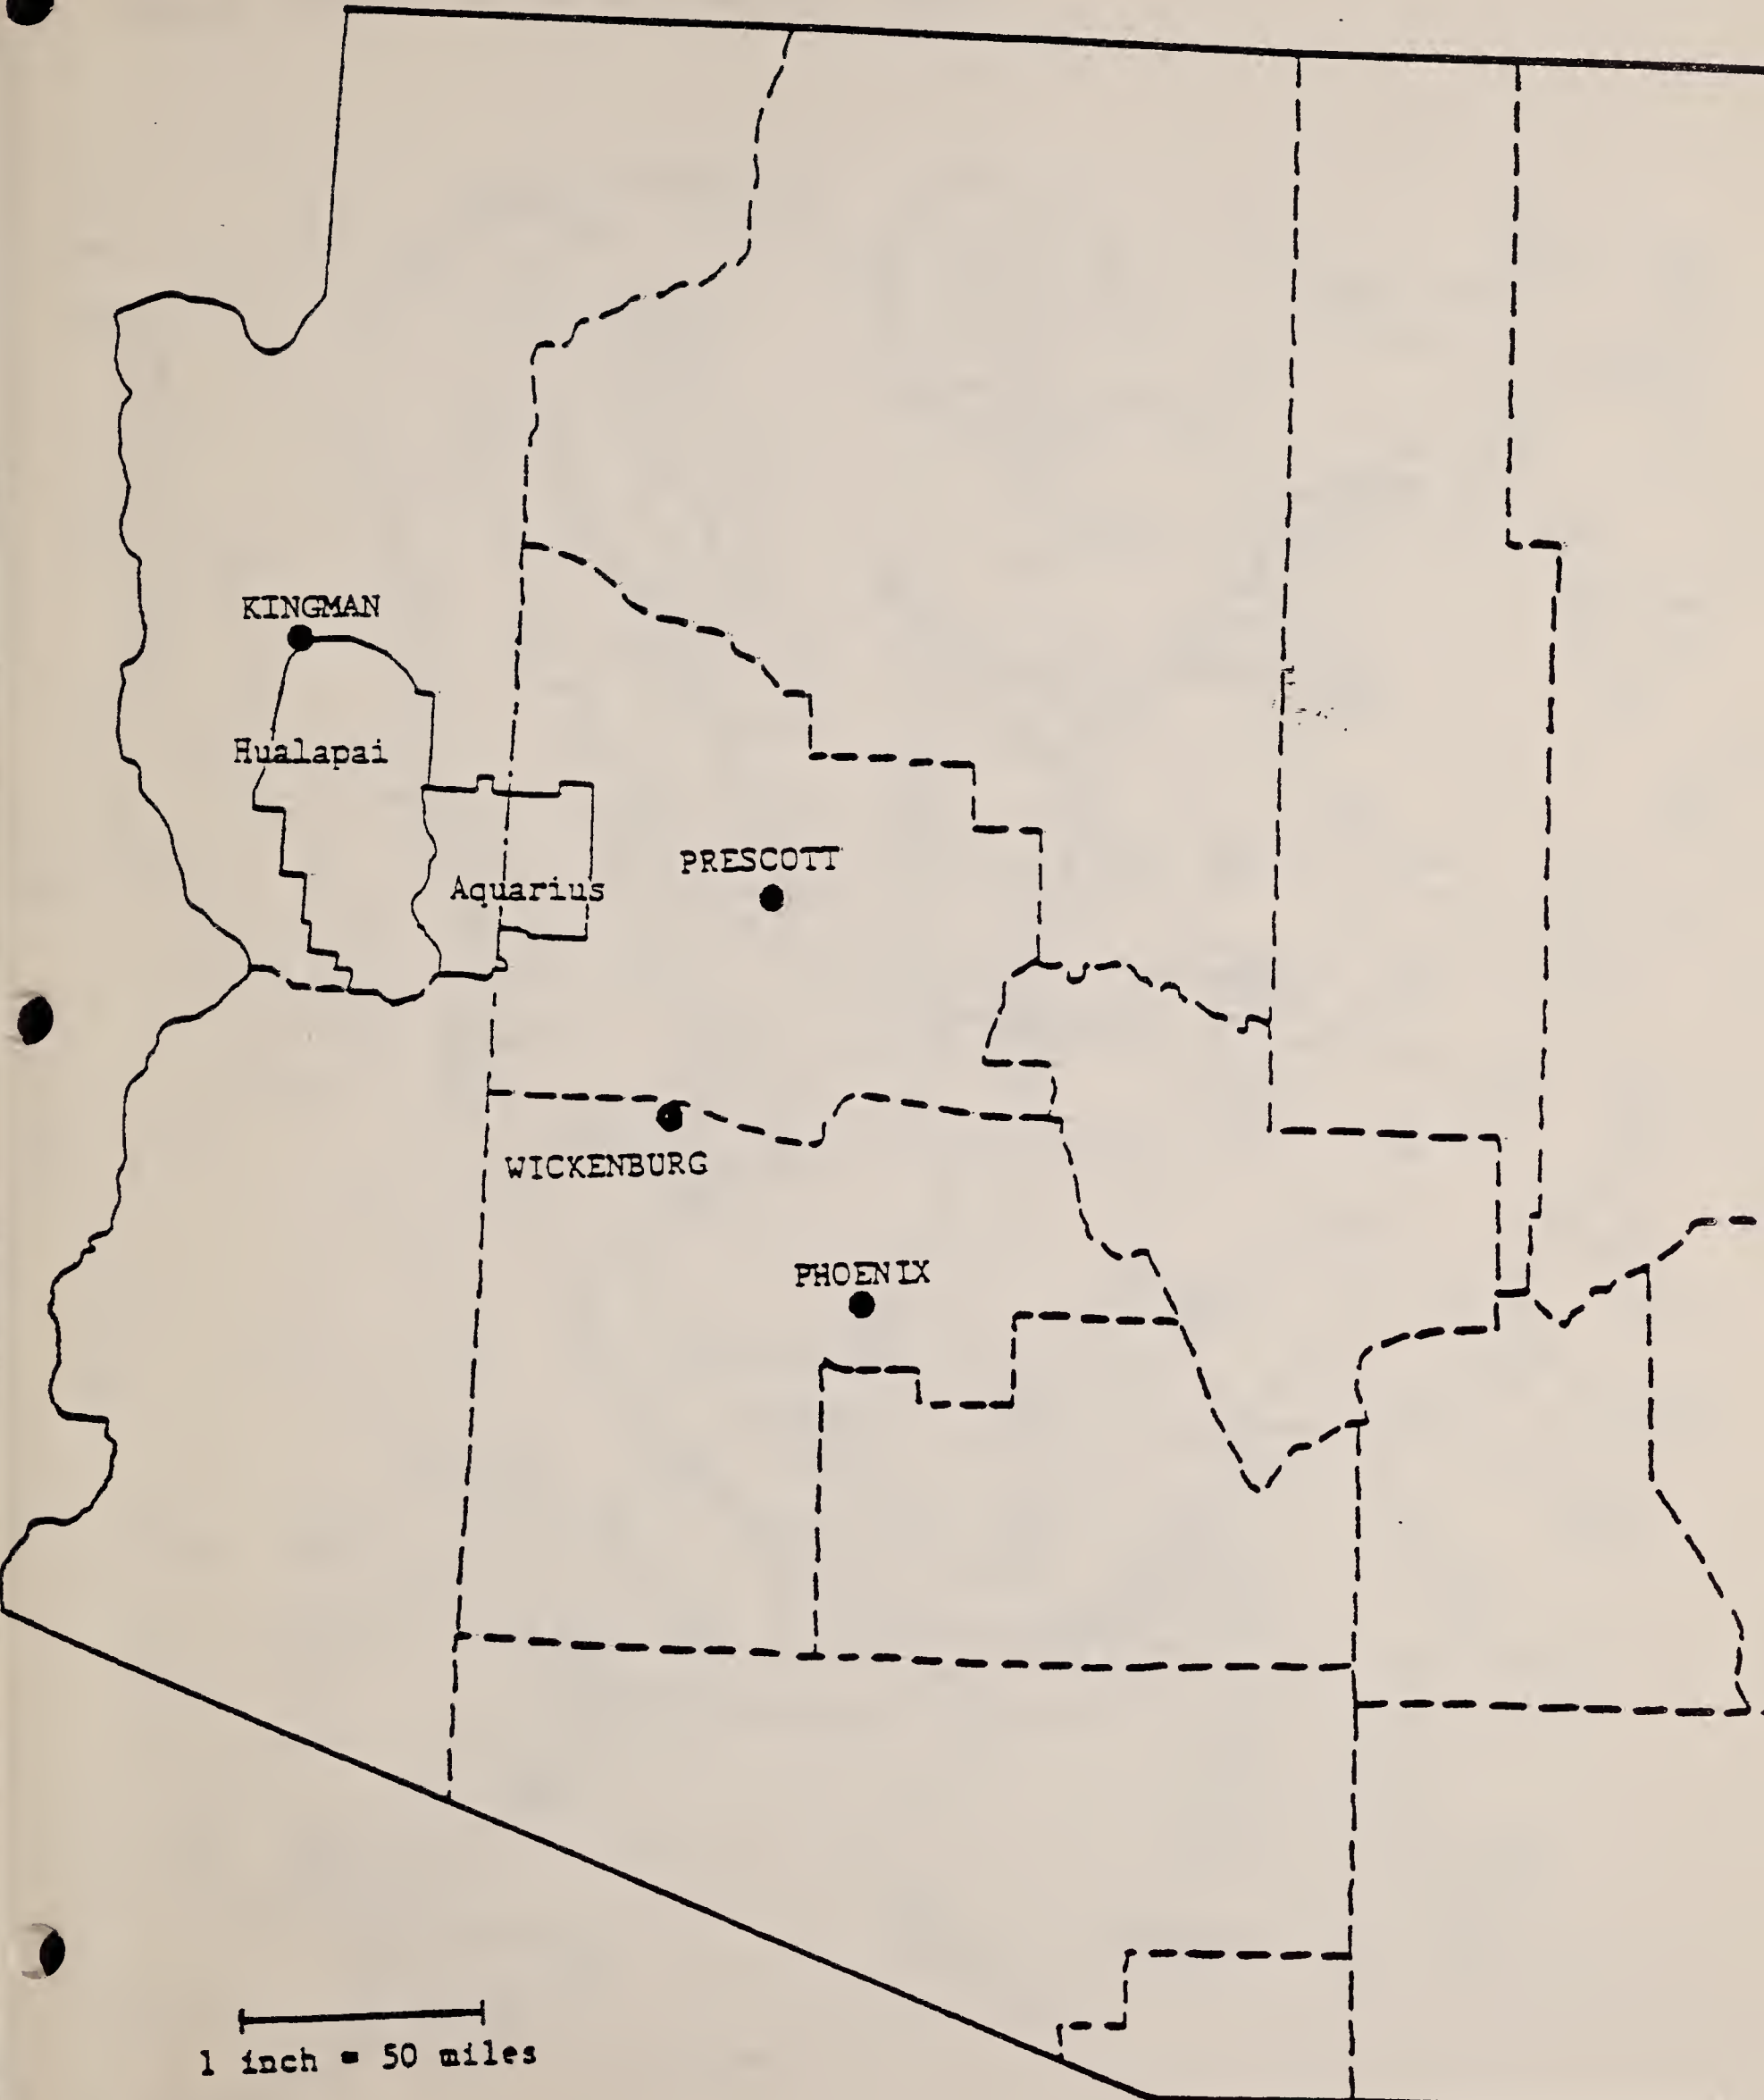 KINGMAN
Hualapai
PRESCOTT
Aquarius
WICKENBURG
PHOENIX
1 inch = 50 miles